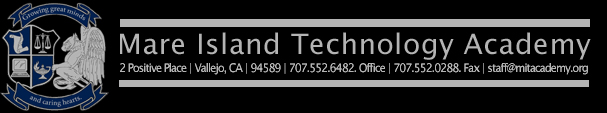 Growing great minds
Mare Island Technology Academy
2 Positive Place | Vallejo, CA | 94589 | 707.552.6482. Office | 707.552.0288. Fax | staff@mitacademy.org
and caring hearts.